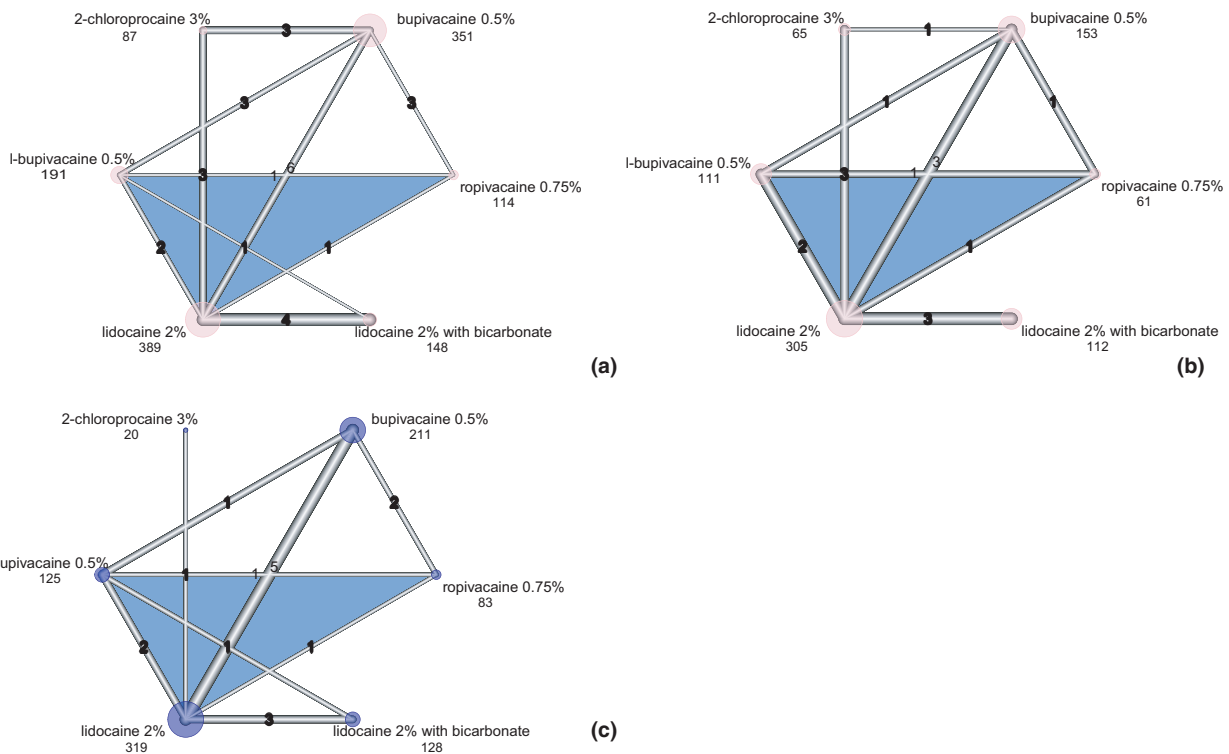 2-chloroprocaine 3%
87
bupivacaine 0.5%
351
3
3
3
l-bupivacaine 0.5%
191
3
1
6
ropivacaine 0.75%
114
2
1
1
lidocaine 2%
389
4
lidocaine 2% with bicarbonate
148
(a)
2-chloroprocaine 3%
65
bupivacaine 0.5%
153
1
1
1
l-bupivacaine 0.5%
111
3
1
3
ropivacaine 0.75%
61
2
1
lidocaine 2%
305
3
lidocaine 2% with bicarbonate
112
(b)
2-chloroprocaine 3%
20
bupivacaine 0.5%
211
1
2
upivacaine 0.5%
125
1
1
5
ropivacaine 0.75%
83
2
1
1
lidocaine 2%
319
3
lidocaine 2% with bicarbonate
128
(c)